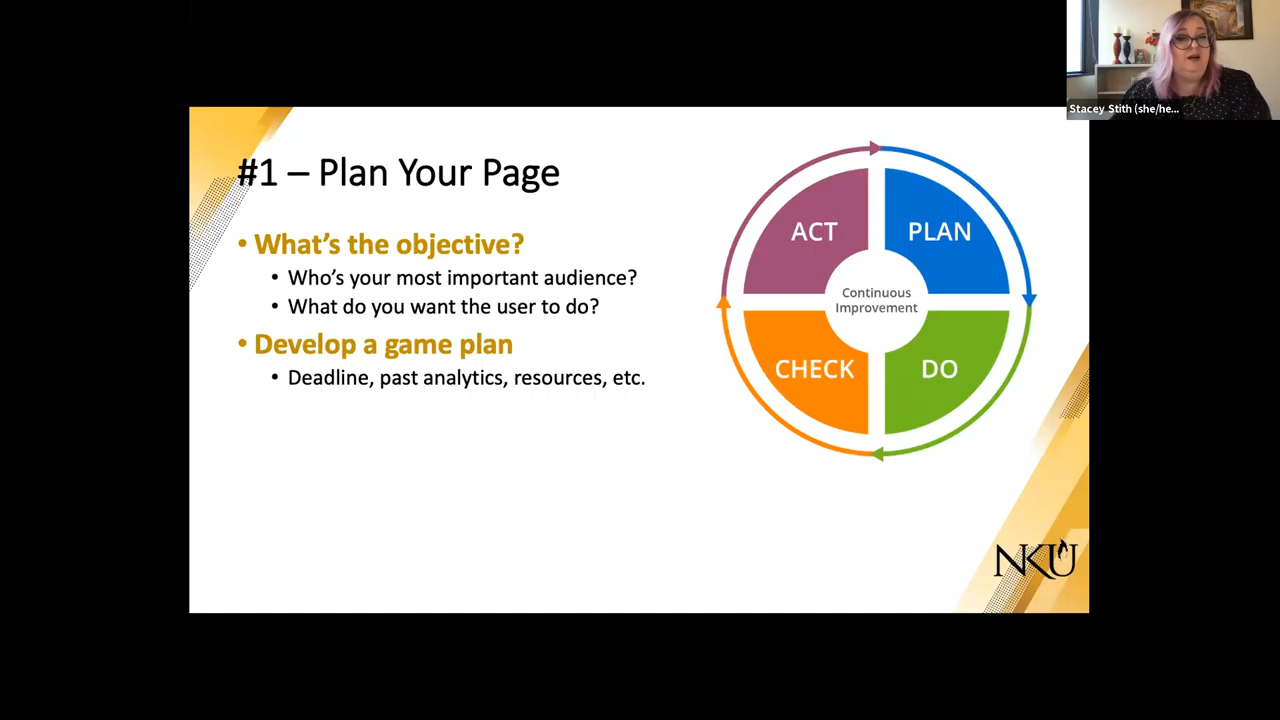 Stacey Stith (she/he...
#1 – Plan Your Page
• What's the objective?
• Who's your most important audience?
• What do you want the user to do?
• Develop a game plan
• Deadline, past analytics, resources, etc.
ACT
PLAN
Continuous
Improvement
CHECK
DO
NKU